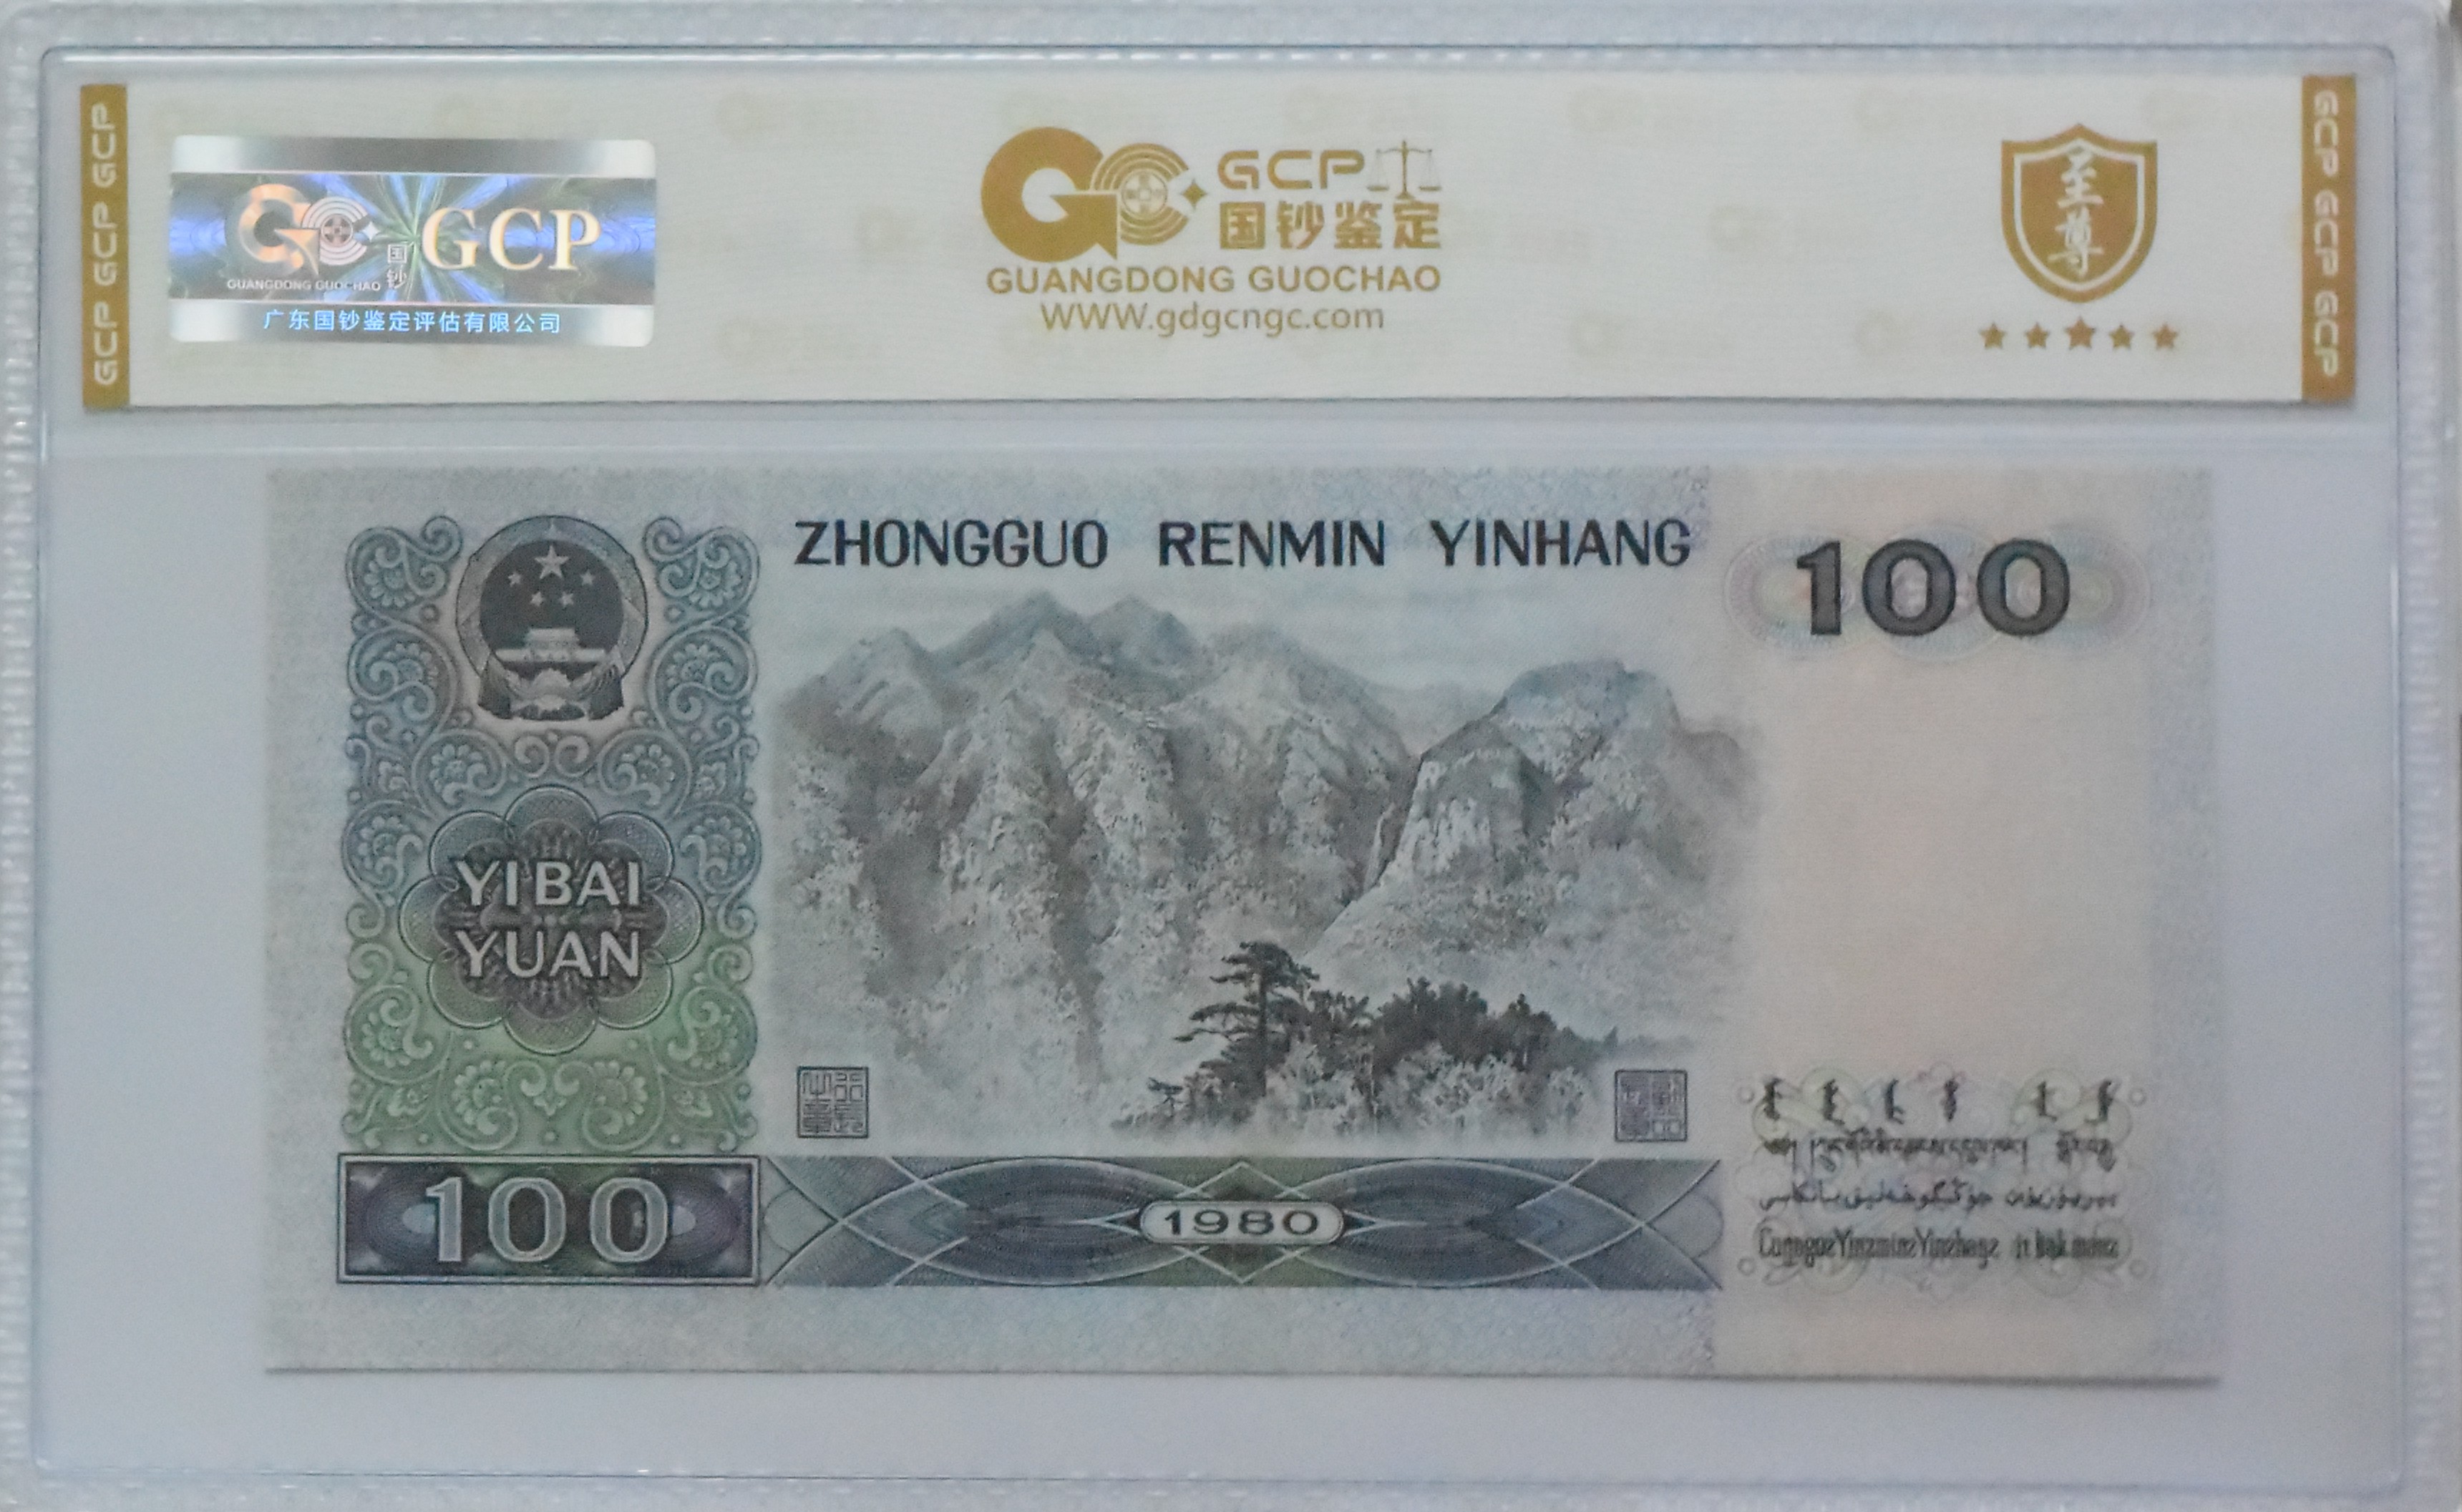 GCP GCP GCP
GCP
国钞
GUANGDONG GUOCHAO
广东国钞鉴定评估有限公司
GCP
国钞鉴定
GUANGDONG GUOCHAO
WWW.gdgcngc.com
至尊
GCP GCP GCP
ZHONGGUO RENMIN YINHANG
100
YIBAI
YUAN
100
1980